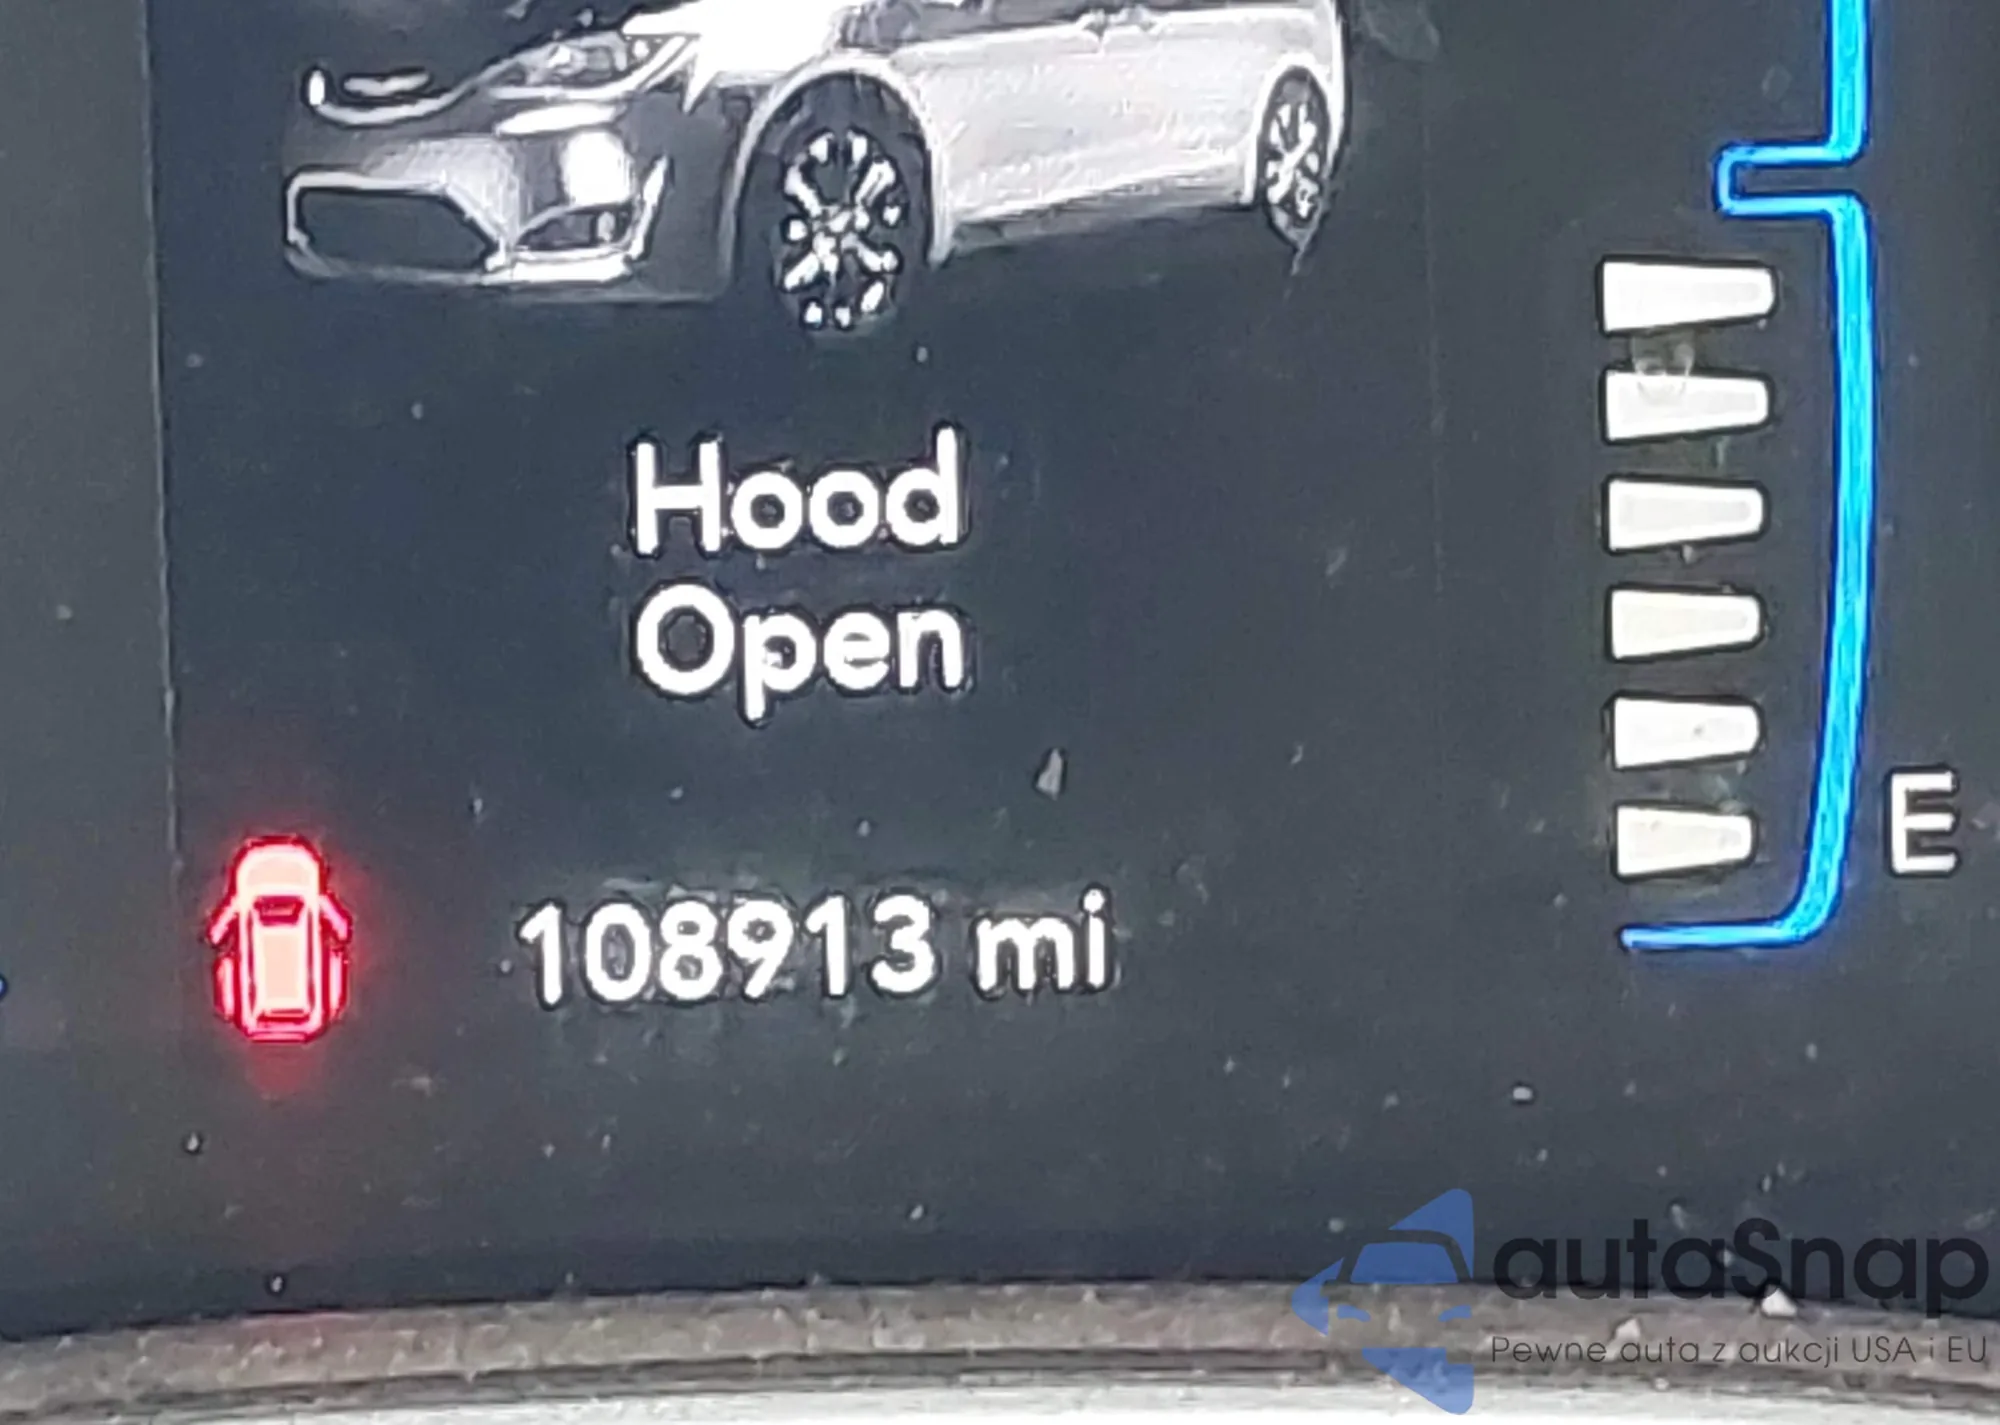 Hood
Open
E
108913 mi
autaSnap
Pewne auta z aukcji USA i EU